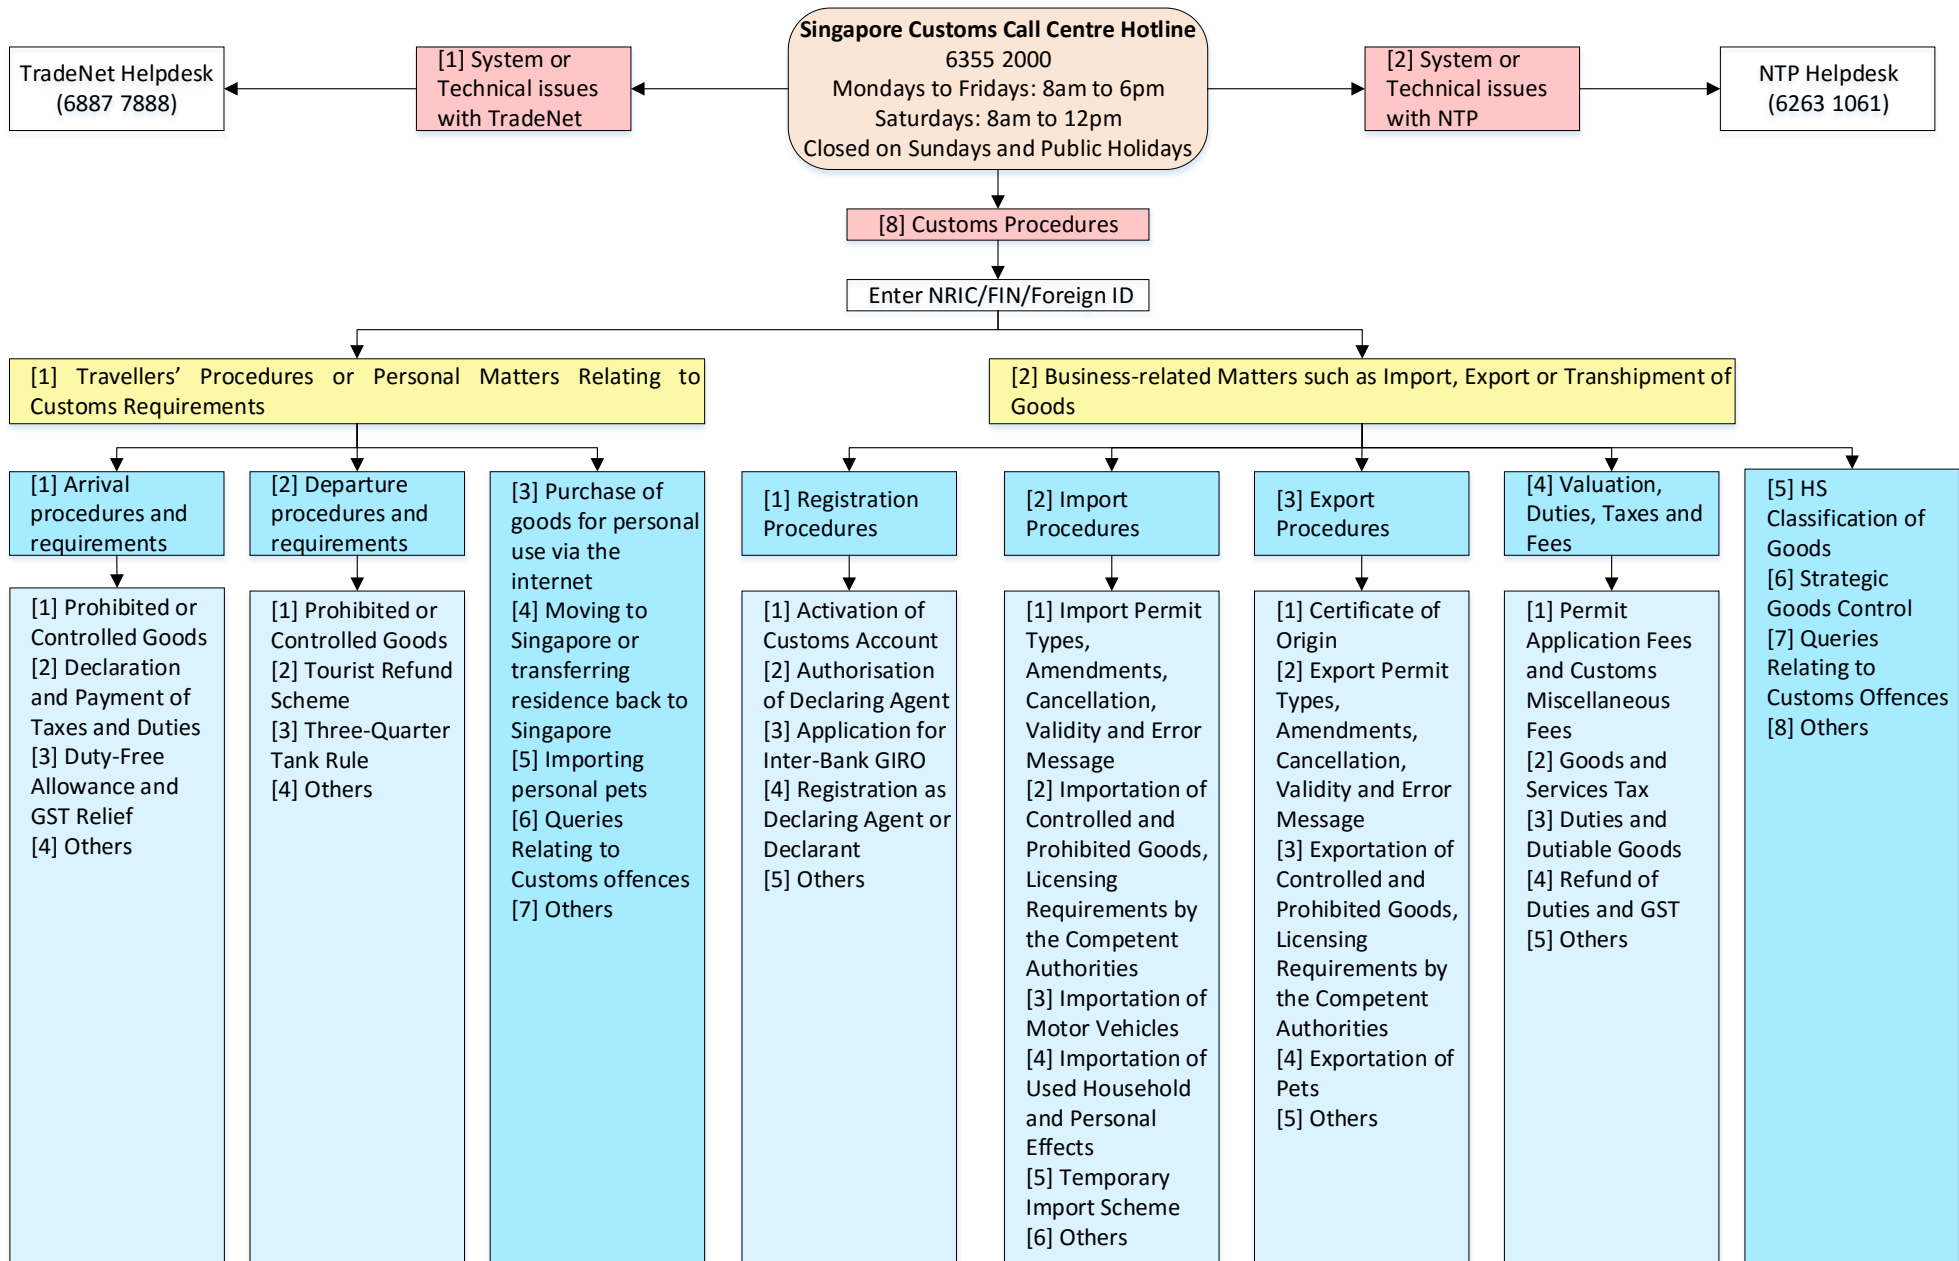 Singapore Customs Call Centre Hotline
6355 2000
Mondays to Fridays: 8am to 6pm
Saturdays: 8am to 12pm
Closed on Sundays and Public Holidays
[1] System or
Technical issues
with TradeNet
TradeNet Helpdesk
(6887 7888)
[2] System or
Technical issues
with NTP
NTP Helpdesk
(6263 1061)
[8] Customs Procedures
Enter NRIC/FIN/Foreign ID
[1] Travellers’ Procedures or Personal Matters Relating to
Customs Requirements
[2] Business-related Matters such as Import, Export or Transhipment of
Goods
[1] Arrival
procedures and
requirements
[1] Prohibited or
Controlled Goods
[2] Declaration
and Payment of
Taxes and Duties
[3] Duty-Free
Allowance and
GST Relief
[4] Others
[2] Departure
procedures and
requirements
[1] Prohibited or
Controlled Goods
[2] Tourist Refund
Scheme
[3] Three-Quarter
Tank Rule
[4] Others
[3] Purchase of
goods for personal
use via the
internet
[4] Moving to
Singapore or
transferring
residence back to
Singapore
[5] Importing
personal pets
[6] Queries
Relating to
Customs offences
[7] Others
[1] Registration
Procedures
[1] Activation of
Customs Account
[2] Authorisation
of Declaring Agent
[3] Application for
Inter-Bank GIRO
[4] Registration as
Declaring Agent or
Declarant
[5] Others
[2] Import
Procedures
[1] Import Permit
Types,
Amendments,
Cancellation,
Validity and Error
Message
[2] Importation of
Controlled and
Prohibited Goods,
Licensing
Requirements by
the Competent
Authorities
[3] Importation of
Motor Vehicles
[4] Importation of
Used Household
and Personal
Effects
[5] Temporary
Import Scheme
[6] Others
[3] Export
Procedures
[1] Certificate of
Origin
[2] Export Permit
Types,
Amendments,
Cancellation,
Validity and Error
Message
[3] Exportation of
Controlled and
Prohibited Goods,
Licensing
Requirements by
the Competent
Authorities
[4] Exportation of
Pets
[5] Others
[4] Valuation,
Duties, Taxes and
Fees
[1] Permit
Application Fees
and Customs
Miscellaneous
Fees
[2] Goods and
Services Tax
[3] Duties and
Dutiable Goods
[4] Refund of
Duties and GST
[5] Others
[5] HS
Classification of
Goods
[6] Strategic
Goods Control
[7] Queries
Relating to
Customs Offences
[8] Others